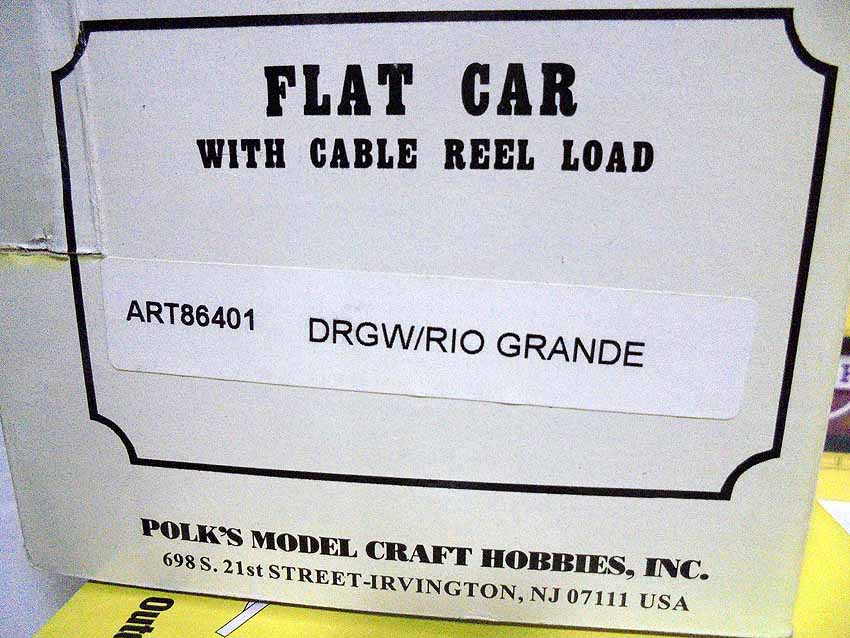 FLAT CAR
WITH CABLE REEL LOAD
ART86401 DRGW/RIO GRANDE
POLK'S MODEL CRAFT HOBBIES, INC.
698 S. 21st STREET-IRVINGTON, NJ 07111 USA